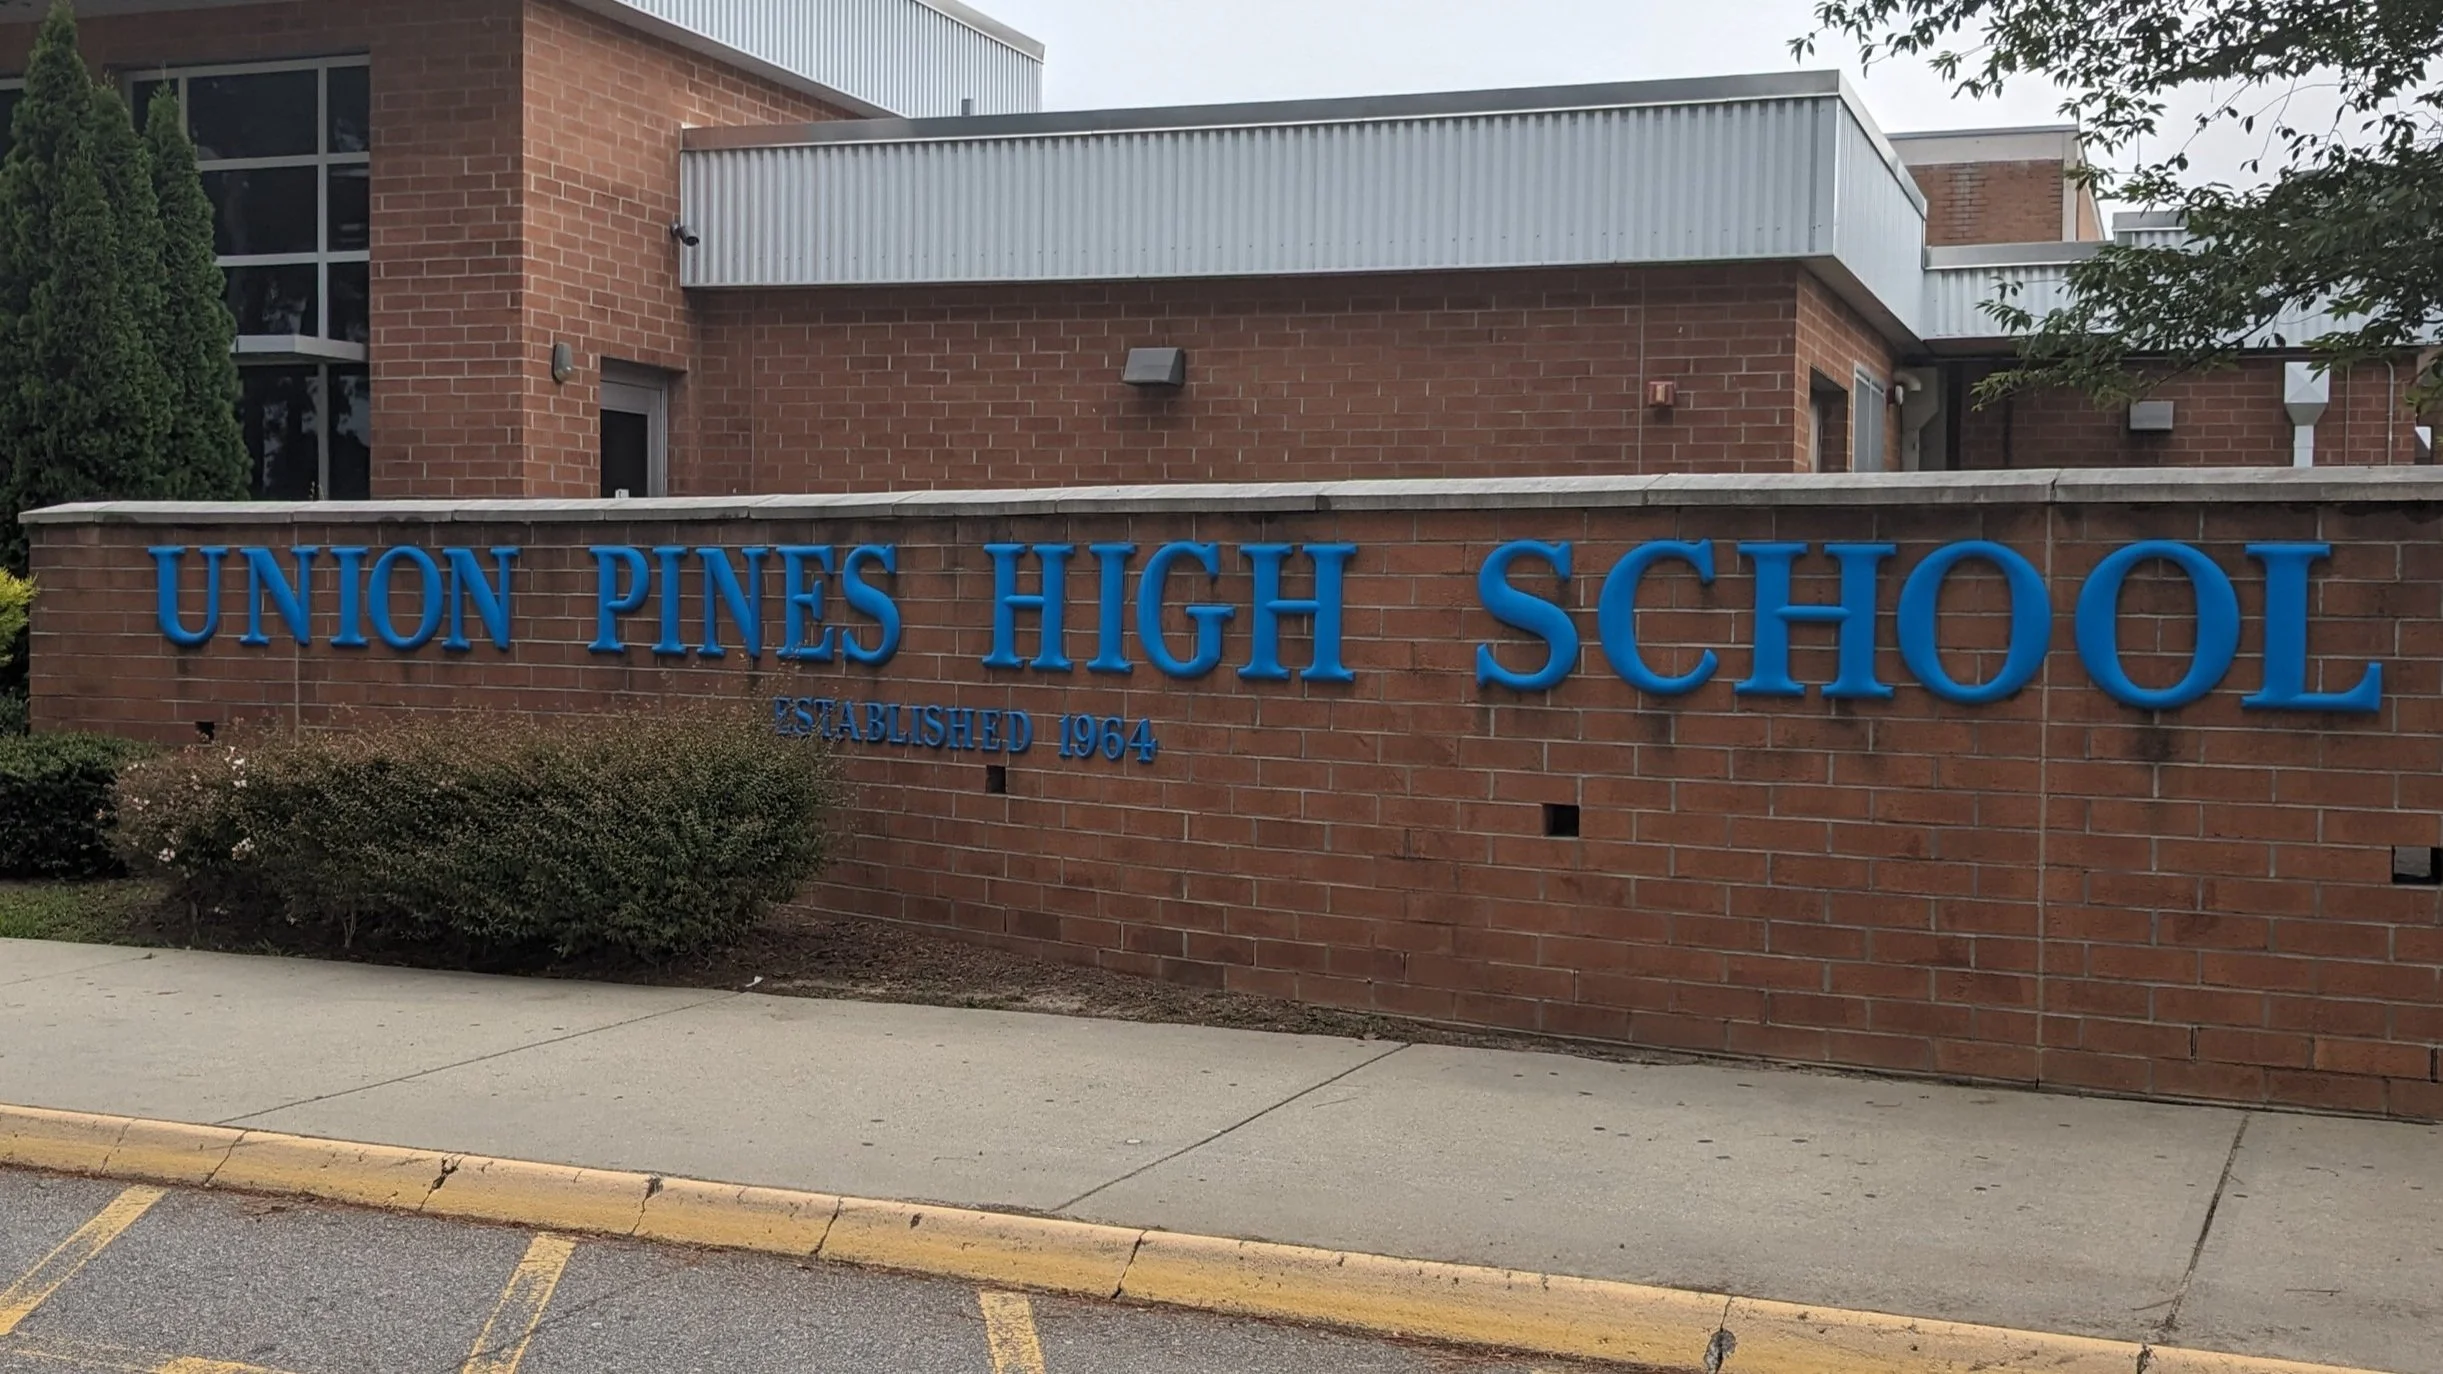 UNION PINES HIGH SCHOOL
ESTABLISHED 1964